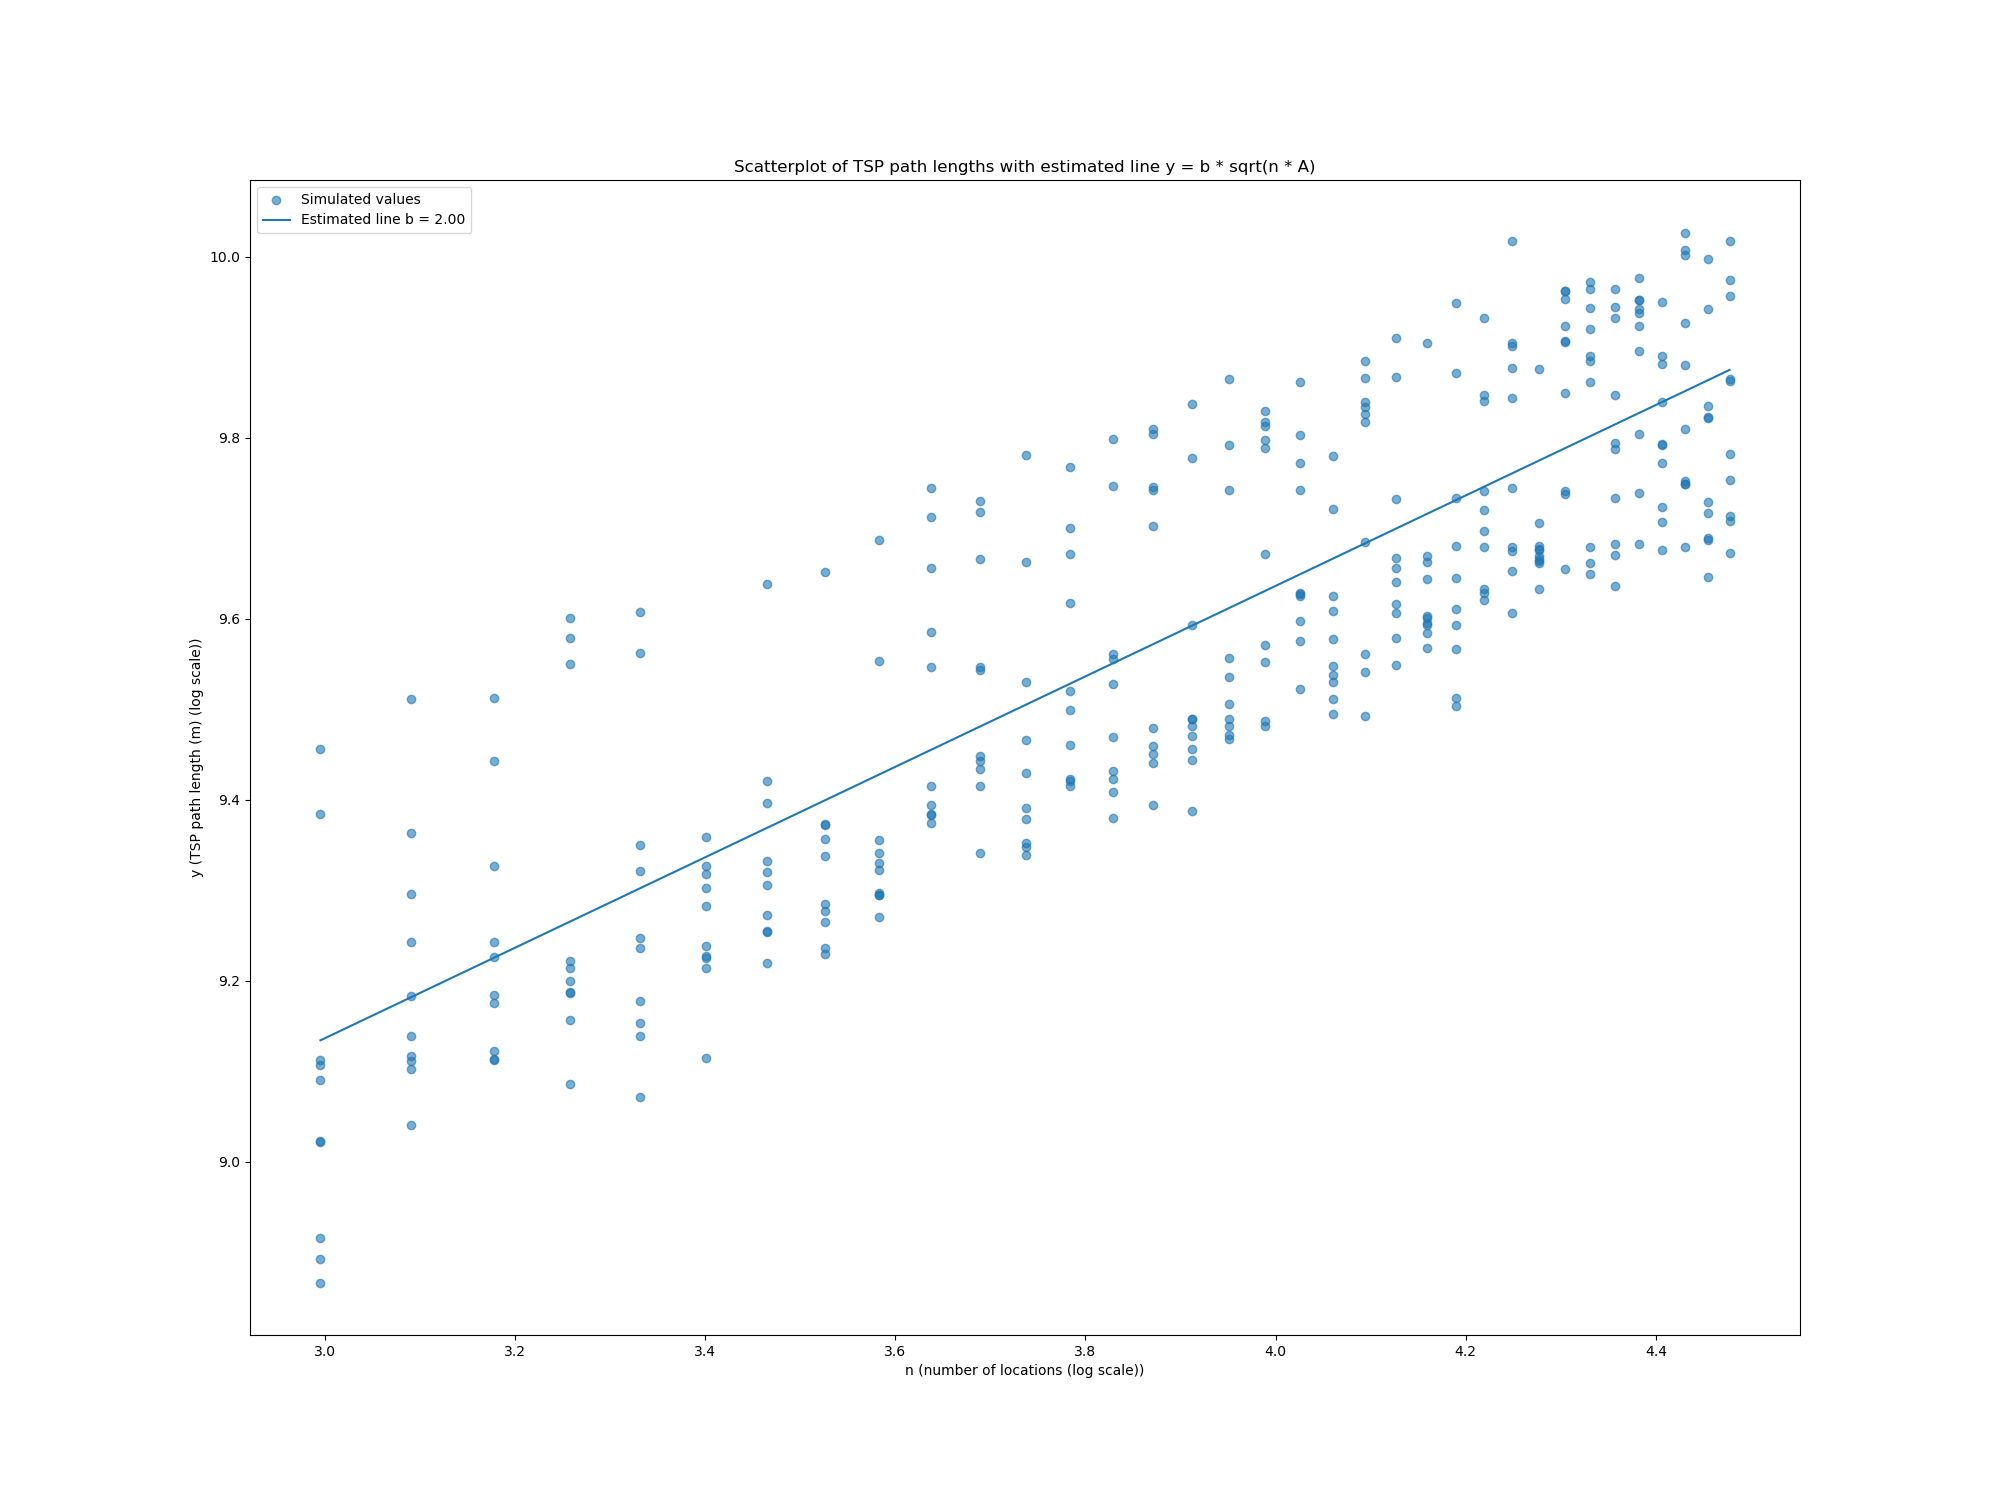 Scatterplot of TSP path lengths with estimated line y = b * sqrt(n * A)
Simulated values
Estimated line b = 2.00
10.0
9.8
9.6
9.4
9.2
9.0
y (TSP path length (m) (log scale))
3.0 3.2 3.4 3.6 3.8 4.0 4.2 4.4
n (number of locations (log scale))